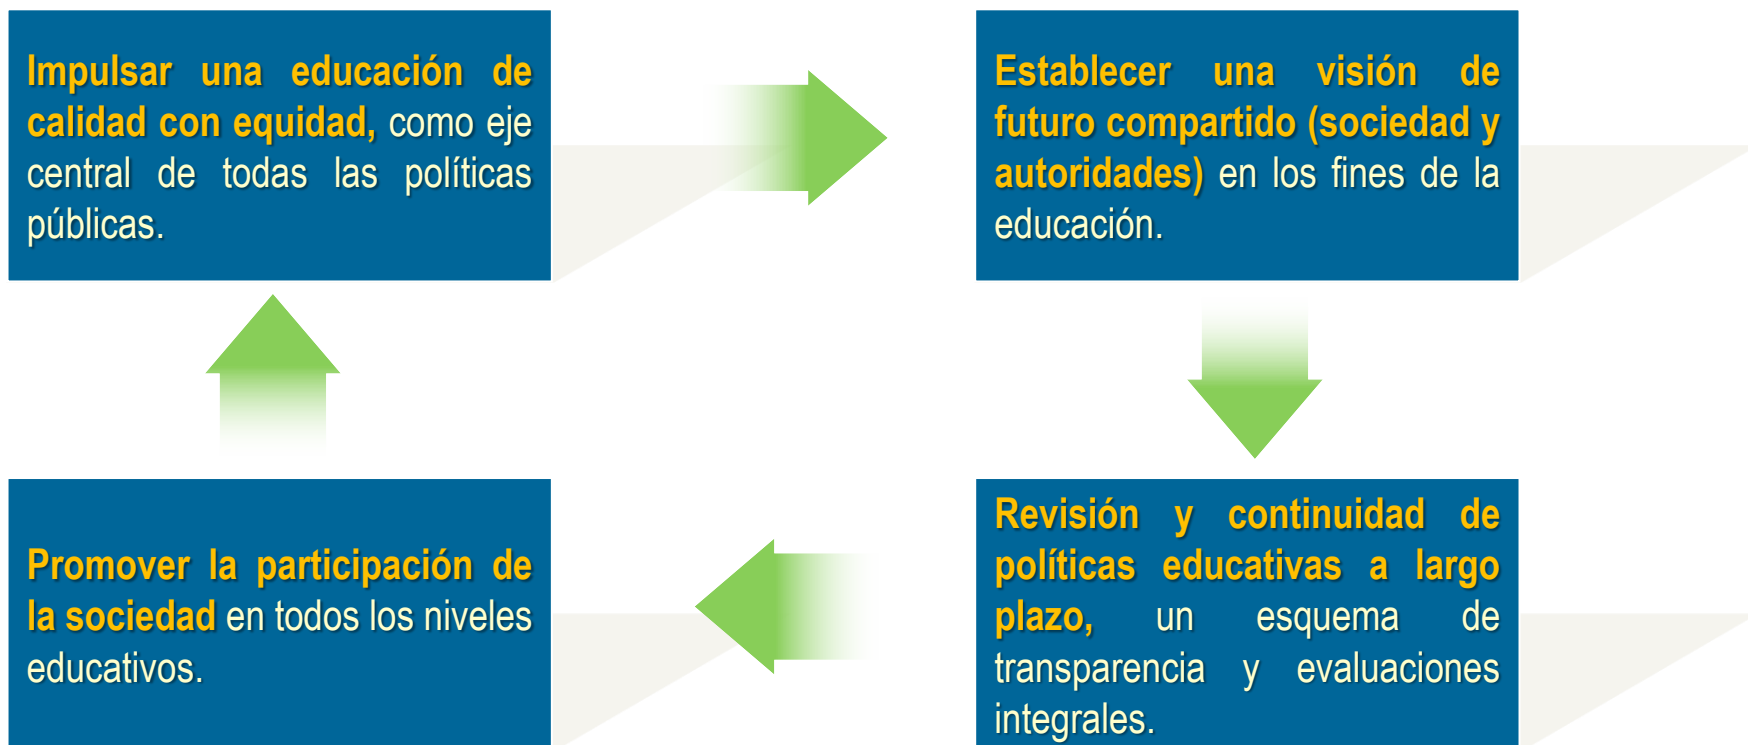 Impulsar una educación de
calidad con equidad, como eje
central de todas las políticas
públicas.
Establecer una visión de
futuro compartido (sociedad y
autoridades) en los fines de la
educación.
Promover la participación de
la sociedad en todos los niveles
educativos.
Revisión y continuidad de
políticas educativas a largo
plazo, un esquema de
transparencia y evaluaciones
integrales.